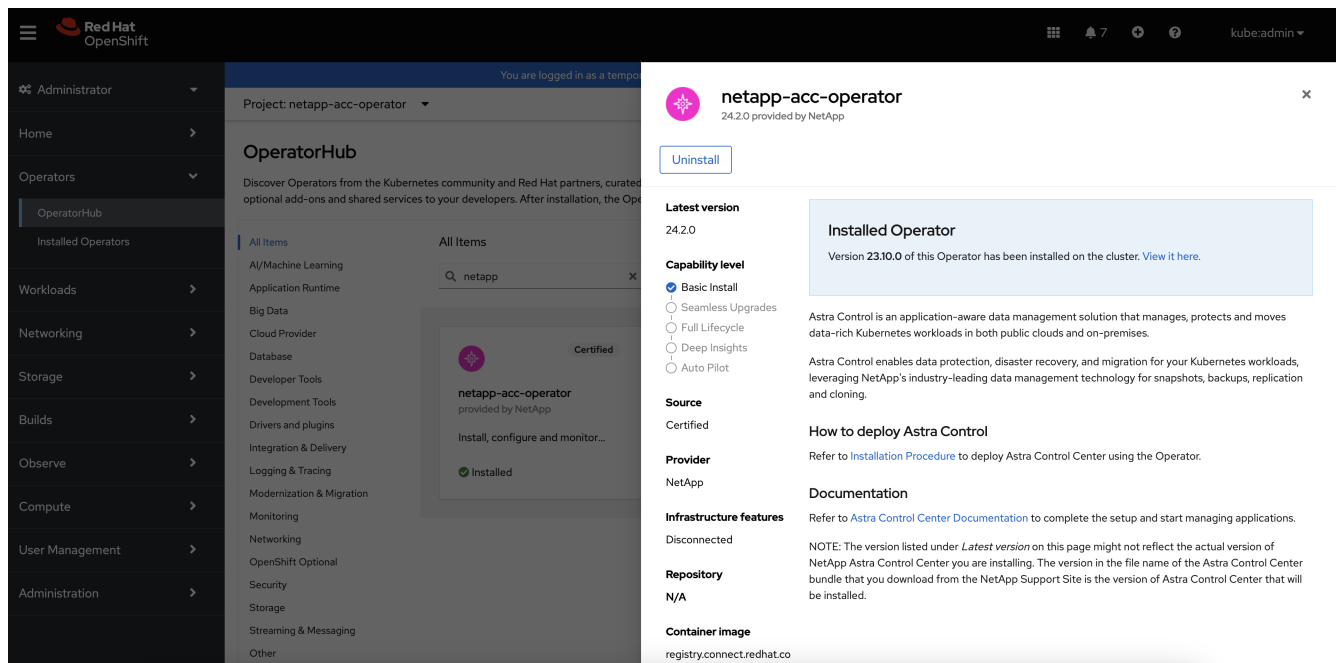 Red Hat
OpenShift
7
kube:admin
Administrator
Home
Operators
OperatorHub
Installed Operators
Workloads
Networking
Storage
Builds
Observe
Compute
User Management
Administration
You are logged in as a tempo
Project: netapp-acc-operator
OperatorHub
Discover Operators from the Kubernetes community and Red Hat partners, curated
optional add-ons and shared services to your developers. After installation, the Ope
All Items
AI/Machine Learning
Application Runtime
Big Data
Cloud Provider
Database
Developer Tools
Development Tools
Drivers and plugins
Integration & Delivery
Logging & Tracing
Modernization & Migration
Monitoring
Networking
OpenShift Optional
Security
Storage
Streaming & Messaging
Other
All Items
netapp
Certified
netapp-acc-operator
provided by NetApp
Install, configure and monitor...
Installed
netapp-acc-operator
24.2.0 provided by NetApp
Uninstall
Latest version
24.2.0
Capability level
Basic Install
Seamless Upgrades
Full Lifecycle
Deep Insights
Auto Pilot
Source
Certified
Provider
NetApp
Infrastructure features
Disconnected
Repository
N/A
Container image
registry.connect.redhat.co
Installed Operator
Version 23.10.0 of this Operator has been installed on the cluster. View it here.
Astra Control is an application-aware data management solution that manages, protects and moves
data-rich Kubernetes workloads in both public clouds and on-premises.
Astra Control enables data protection, disaster recovery, and migration for your Kubernetes workloads,
leveraging NetApp's industry-leading data management technology for snapshots, backups, replication
and cloning.
How to deploy Astra Control
Refer to Installation Procedure to deploy Astra Control Center using the Operator.
Documentation
Refer to Astra Control Center Documentation to complete the setup and start managing applications.
NOTE: The version listed under Latest version on this page might not reflect the actual version of
NetApp Astra Control Center you are installing. The version in the file name of the Astra Control Center
bundle that you download from the NetApp Support Site is the version of Astra Control Center that will
be installed.